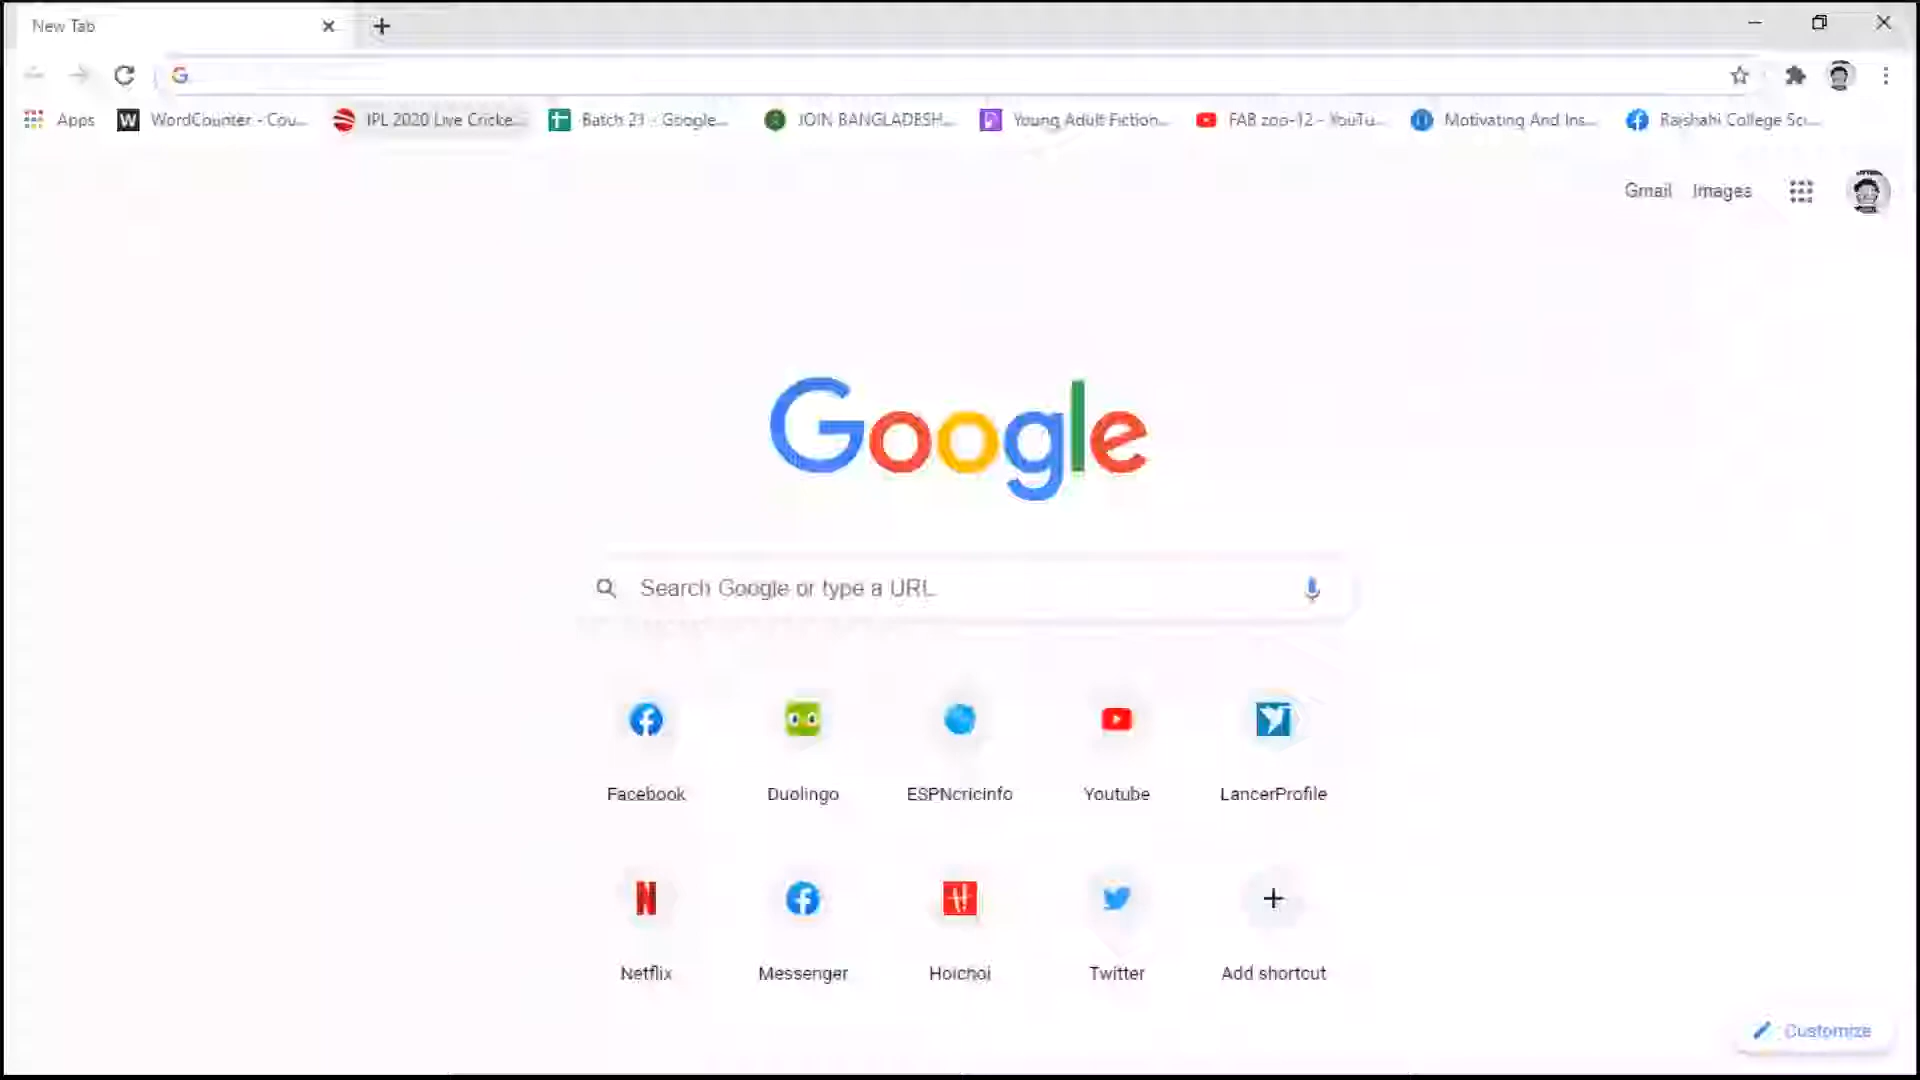 New Tab
Apps WordCounter - Cou... IPL 2020 Live Cricke... Batch 21 - Google... JOIN BANGLADESH... Young Adult Fiction... FAB zoo-12 - YouTu... Motivating And Ins... Rajshahi College Sci...
Gmail Images
Google
Search Google or type a URL
Facebook Duolingo ESPNcricinfo Youtube LancerProfile
Netflix Messenger Hoichoi Twitter Add shortcut
Customize